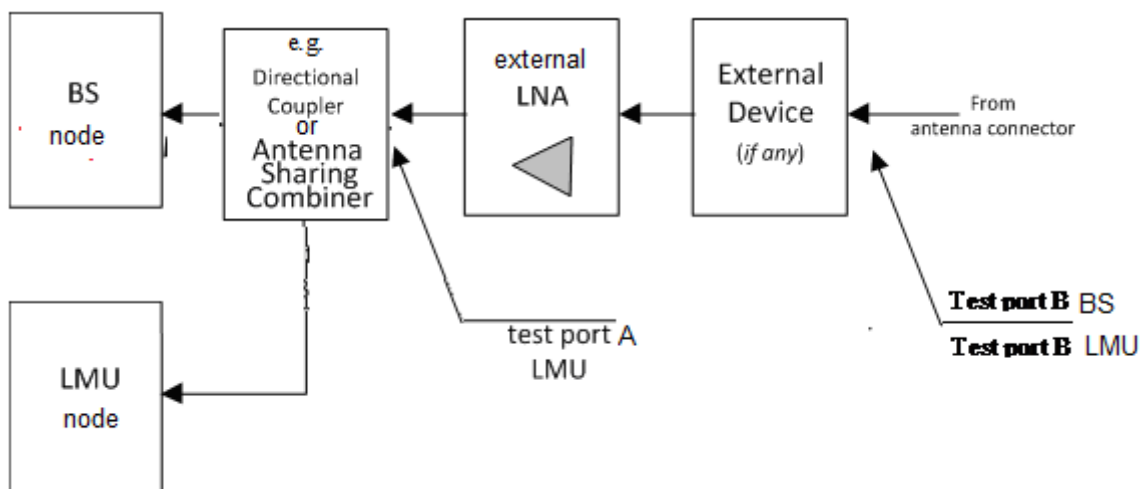 BS
node
e.g.
Directional
Coupler
or
Antenna
Sharing
Combiner
external
LNA
External
Device
(if any)
From
antenna connector
Test port B BS
Test port B LMU
test port A
LMU
LMU
node